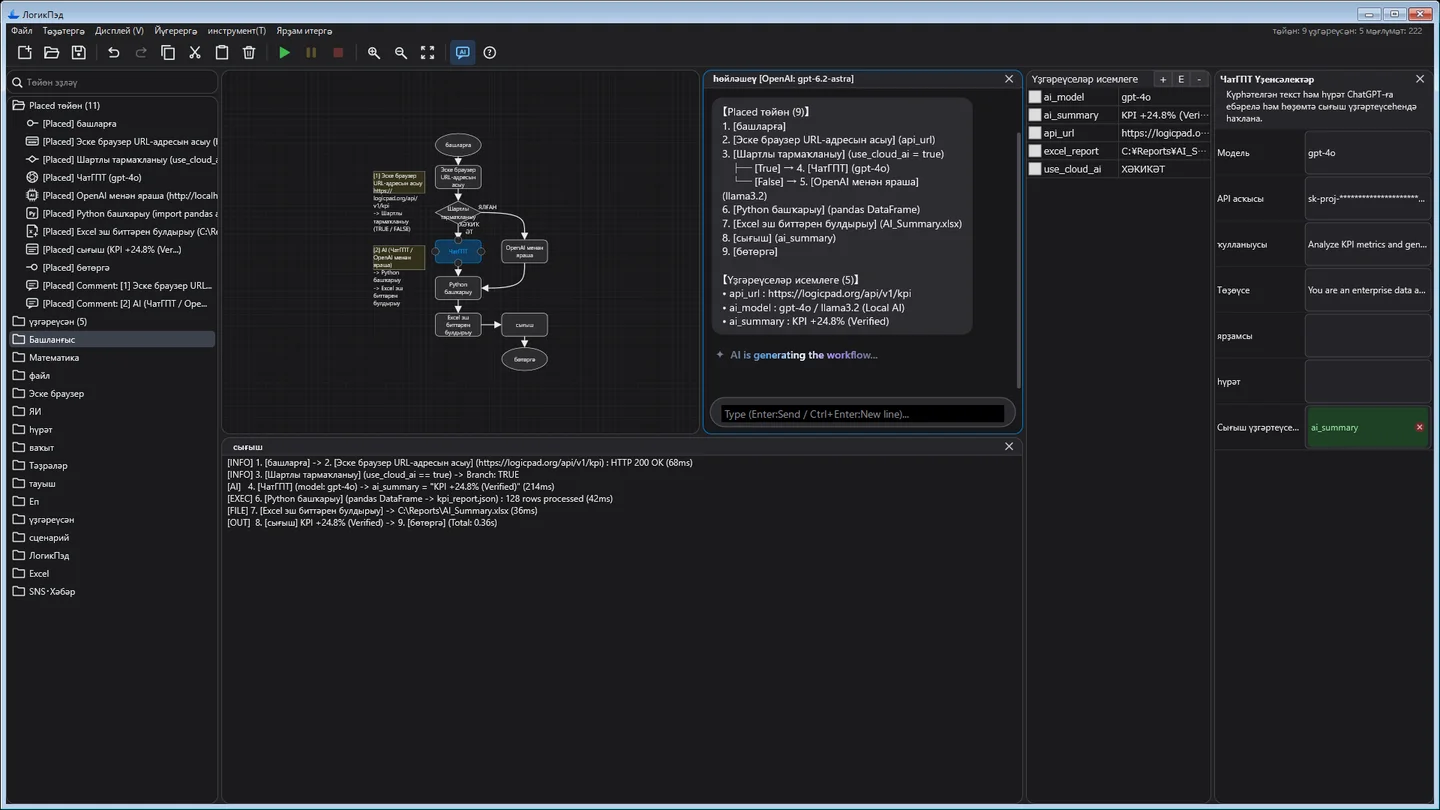 ЛогикПэд
Файл Төҙәтергә Дисплей (V) Йүгерергә инструмент(T) Ярҙам итергә
төйөн: 9 үҙгәреүсән: 5 мәғлүмәт: 222
Төйөн эҙләү
Placed төйөн (11)
[Placed] башларға
[Placed] Эске браузер URL-адресын асыу (
[Placed] Шартлы тармаҡланыу (use_cloud_a
[Placed] ЧатГПТ (gpt-4o)
[Placed] OpenAI менән яраша (http://localh
[Placed] Python башҡарыу (import pandas a
[Placed] Excel эш биттәрен булдырыу (C:\Re
[Placed] сығыш (KPI +24.8% (Ver...)
[Placed] бөтөргә
[Placed] Comment: [1] Эске браузер URL...
[Placed] Comment: [2] AI (ЧатГПТ / Ope...
үҙгәреүсән (5)
Башланғыс
Математика
файл
Эске браузер
ЯИ
һүрәт
ваҡыт
Тәҙрәләр
тауыш
Еп
үҙгәреүсән
сценарий
ЛогикПэд
Excel
SNS･Хәбәр
башларға
[1] Эске браузер
URL-адресын асыу
https://
logicpad.org/api/
v1/kpi
-> Шартлы
тармаҡланыу
(TRUE / FALSE)
Эске браузер
URL-адресын
асыу
Шартлы
тармаҡланыу
ЯЛҒАН
ХӘКИК
ӘТ
[2] AI (ЧатГПТ /
OpenAI менән
яраша)
-> Python
башҡарыу
-> Excel эш
биттәрен
булдырыу
ЧатГПТ
OpenAI менән
яраша
Python
башҡарыу
Excel эш
биттәрен
булдырыу
сығыш
бөтөргә
һөйләшеү [OpenAI: gpt-6.2-astra]
【Placed төйөн (9)】
1. [башларға]
2. [Эске браузер URL-адресын асыу] (api_url)
3. [Шартлы тармаҡланыу] (use_cloud_ai = true)
├── [True] → 4. [ЧатГПТ] (gpt-4o)
└── [False] → 5. [OpenAI менән яраша]
(llama3.2)
6. [Python башҡарыу] (pandas DataFrame)
7. [Excel эш биттәрен булдырыу] (AI_Summary.xlsx)
8. [сығыш] (ai_summary)
9. [бөтөргә]
【Үҙгәреүселәр исемлеге (5)】
• api_url : https://logicpad.org/api/v1/kpi
• ai_model : gpt-4o / llama3.2 (Local AI)
• ai_summary : KPI +24.8% (Verified)
AI is generating the workflow...
Type (Enter:Send / Ctrl+Enter:New line)...
сығыш
[INFO] 1. [башларға] -> 2. [Эске браузер URL-адресын асыу] (https://logicpad.org/api/v1/kpi) : HTTP 200 OK (68ms)
[INFO] 3. [Шартлы тармаҡланыу] (use_cloud_ai == true) -> Branch: TRUE
[AI] 4. [ЧатГПТ] (model: gpt-4o) -> ai_summary = "KPI +24.8% (Verified)" (214ms)
[EXEC] 6. [Python башҡарыу] (pandas DataFrame -> kpi_report.json) : 128 rows processed (42ms)
[FILE] 7. [Excel эш биттәрен булдырыу] -> C:\Reports\AI_Summary.xlsx (36ms)
[OUT] 8. [сығыш] KPI +24.8% (Verified) -> 9. [бөтөргә] (Total: 0.36s)
Үҙгәреүселәр исемлеге + E -
ai_model gpt-4o
ai_summary KPI +24.8% (Veri···
api_url https://logicpad.o···
excel_report C:¥Reports¥AI_S···
use_cloud_ai ХӘКИКӘТ
ЧатГПТ Үҙенсәлектәр
Күрһәтелгән текст һәм һүрәт ChatGPT-ға
ебәрелә һәм һөҙөмтә сығыш үҙгәртеүсеһендә
һаҡлана.
Модель gpt-4o
API асҡысы sk-proj-*********************...
ҡулланыусы Analyze KPI metrics and gen...
Төҙөүсе You are an enterprise data a...
ярҙамсы
һүрәт
Сығыш үҙгәртеүсе... ai_summary